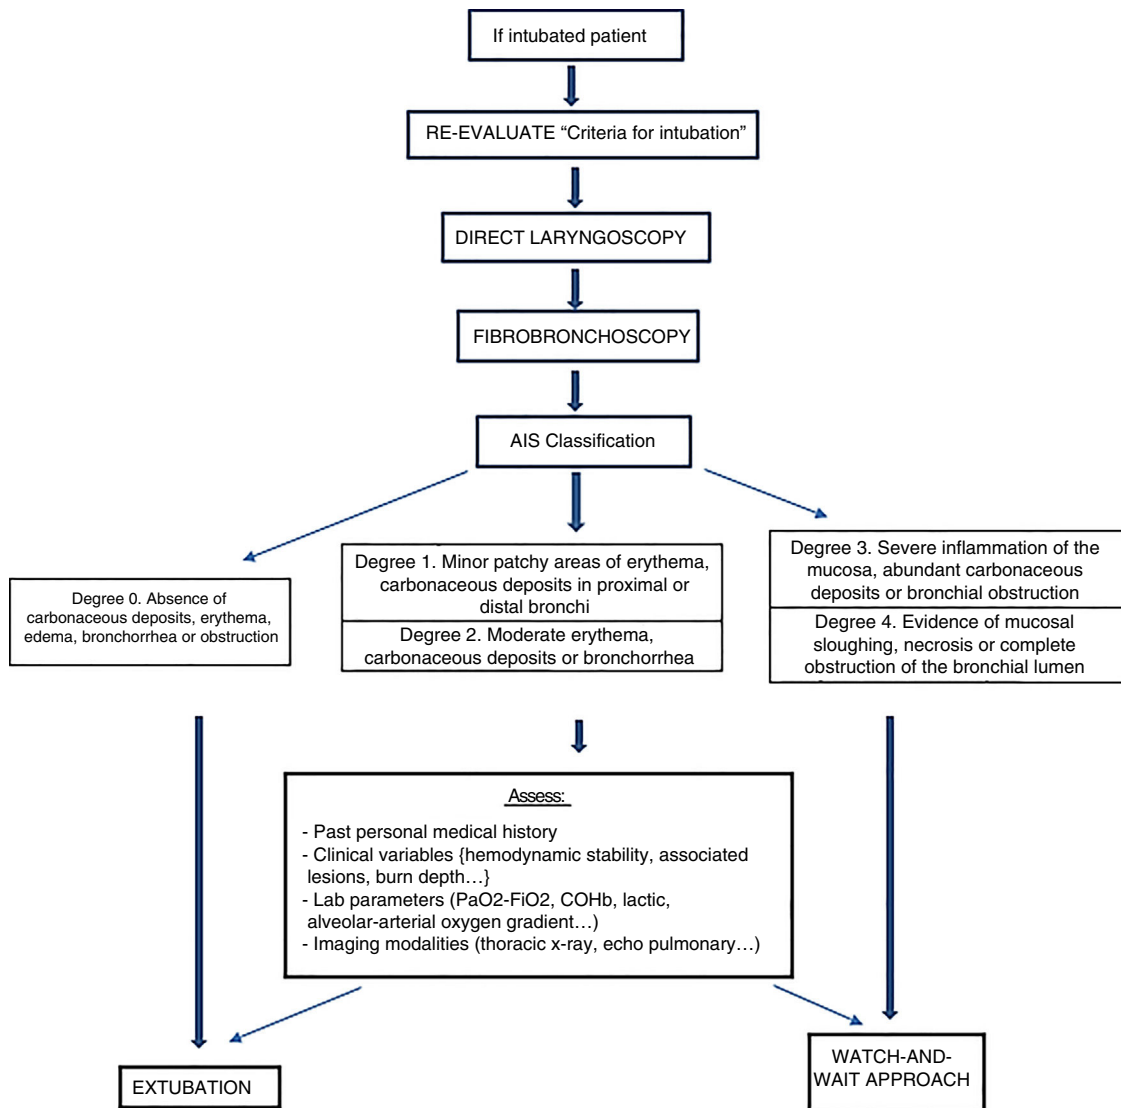 If intubated patient
RE-EVALUATE “Criteria for intubation”
DIRECT LARYNGOSCOPY
FIBROBRONCHOSCOPY
AIS Classification
Degree 0. Absence of
carbonaceous deposits, erythema,
edema, bronchorrhea or obstruction
Degree 1. Minor patchy areas of erythema,
carbonaceous deposits in proximal or
distal bronchi
Degree 2. Moderate erythema,
carbonaceous deposits or bronchorrhea
Degree 3. Severe inflammation of the
mucosa, abundant carbonaceous
deposits or bronchial obstruction
Degree 4. Evidence of mucosal
sloughing, necrosis or complete
obstruction of the bronchial lumen
Assess:
- Past personal medical history
- Clinical variables {hemodynamic stability, associated
lesions, burn depth…}
- Lab parameters (PaO2-FiO2, COHb, lactic,
alveolar-arterial oxygen gradient…)
- Imaging modalities (thoracic x-ray, echo pulmonary…)
EXTUBATION
WATCH-AND-
WAIT APPROACH